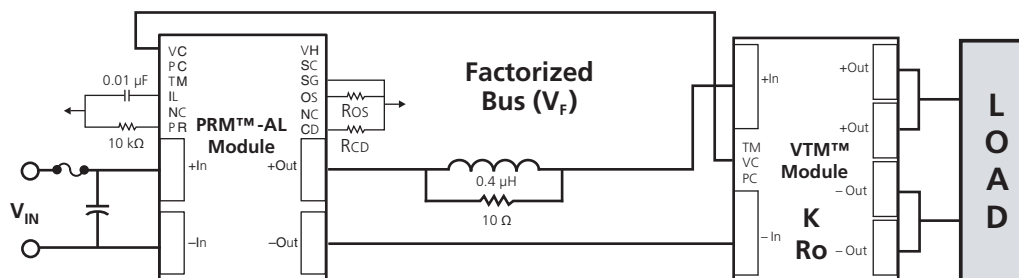 VC
PC
TM
IL
NC
PR
VH
SC
SG
OS
NC
CD
0.01 µF
10 kΩ
PRM™-AL
Module
ROS
RCD
Factorized
Bus (VF)
+In
–In
+Out
–Out
VIN
0.4 µH
10 Ω
+In
– In
TM
VC
PC
VTM™
Module
K
Ro
+Out
+Out
– Out
– Out
LOAD